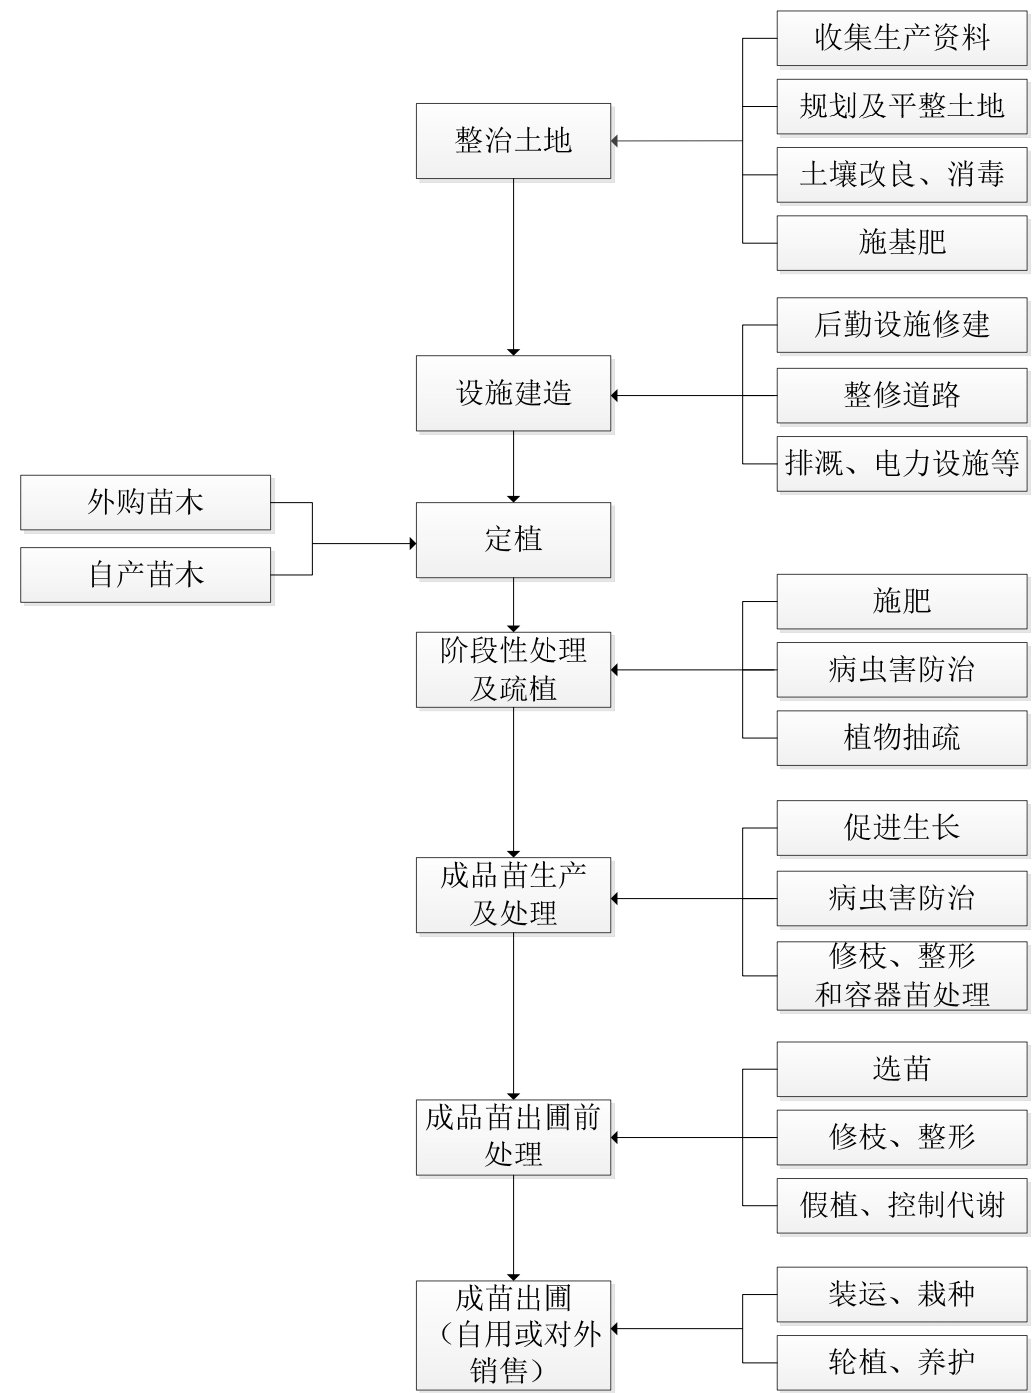 收集生产资料
规划及平整土地
整治土地
土壤改良、消毒
施基肥
后勤设施修建
设施建造
整修道路
排溉、电力设施等
外购苗木
自产苗木
定植
施肥
阶段性处理
及疏植
病虫害防治
植物抽疏
促进生长
成品苗生产
及处理
病虫害防治
修枝、整形
和容器苗处理
选苗
成品苗出圃前
处理
修枝、整形
假植、控制代谢
成苗出圃
（自用或对外
销售）
装运、栽种
轮植、养护